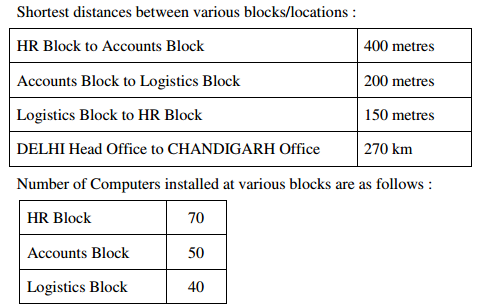 Shortest distances between various blocks/locations :
HR Block to Accounts Block 400 metres
Accounts Block to Logistics Block 200 metres
Logistics Block to HR Block 150 metres
DELHI Head Office to CHANDIGARH Office 270 km
Number of Computers installed at various blocks are as follows :
HR Block 70
Accounts Block 50
Logistics Block 40